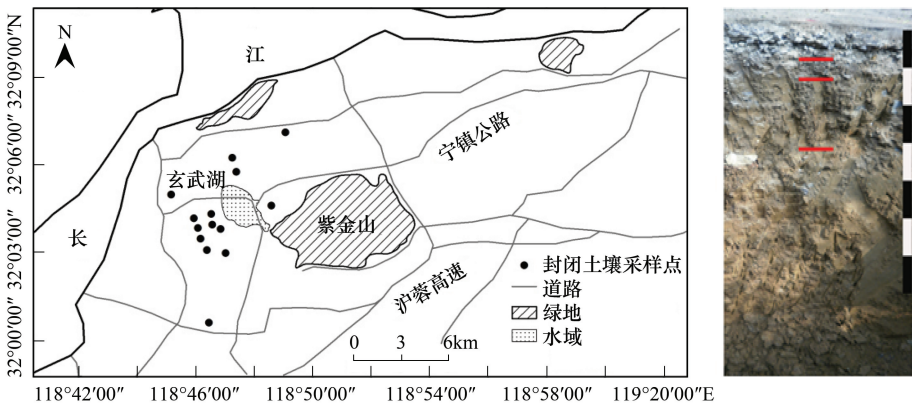 N
32°09′00″N
32°06′00″
32°03′00″
32°00′00″
江
宁镇公路
玄武湖
紫金山
长
沪蓉高速
封闭土壤采样点
道路
绿地
水域
0 3 6km
118°42′00″ 118°46′00″ 118°50′00″ 118°54′00″ 118°58′00″ 119°20′00″E